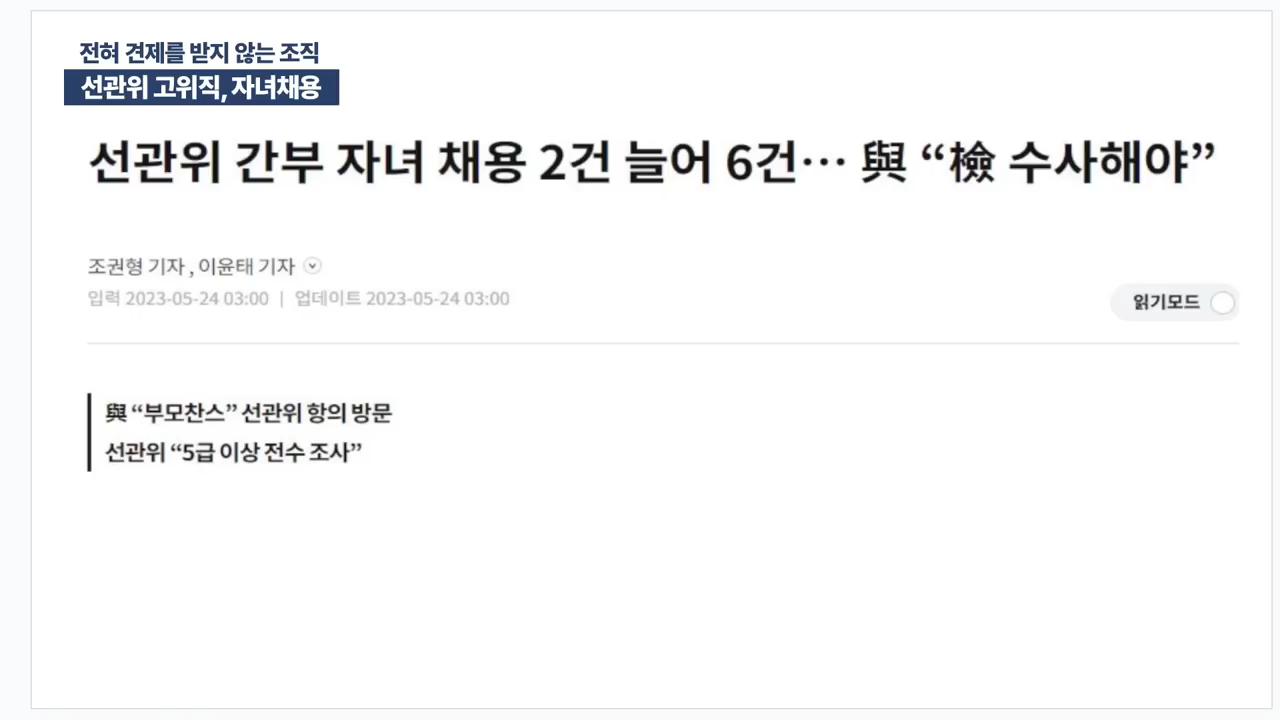 전혀 견제를 받지 않는 조직
선관위 고위직, 자녀채용
선관위 간부 자녀 채용 2건 늘어 6건… 與 “檢 수사해야”
조권형 기자 , 이윤태 기자
입력 2023-05-24 03:00 | 업데이트 2023-05-24 03:00
읽기모드
與 “부모찬스” 선관위 항의 방문
선관위 “5급 이상 전수 조사”